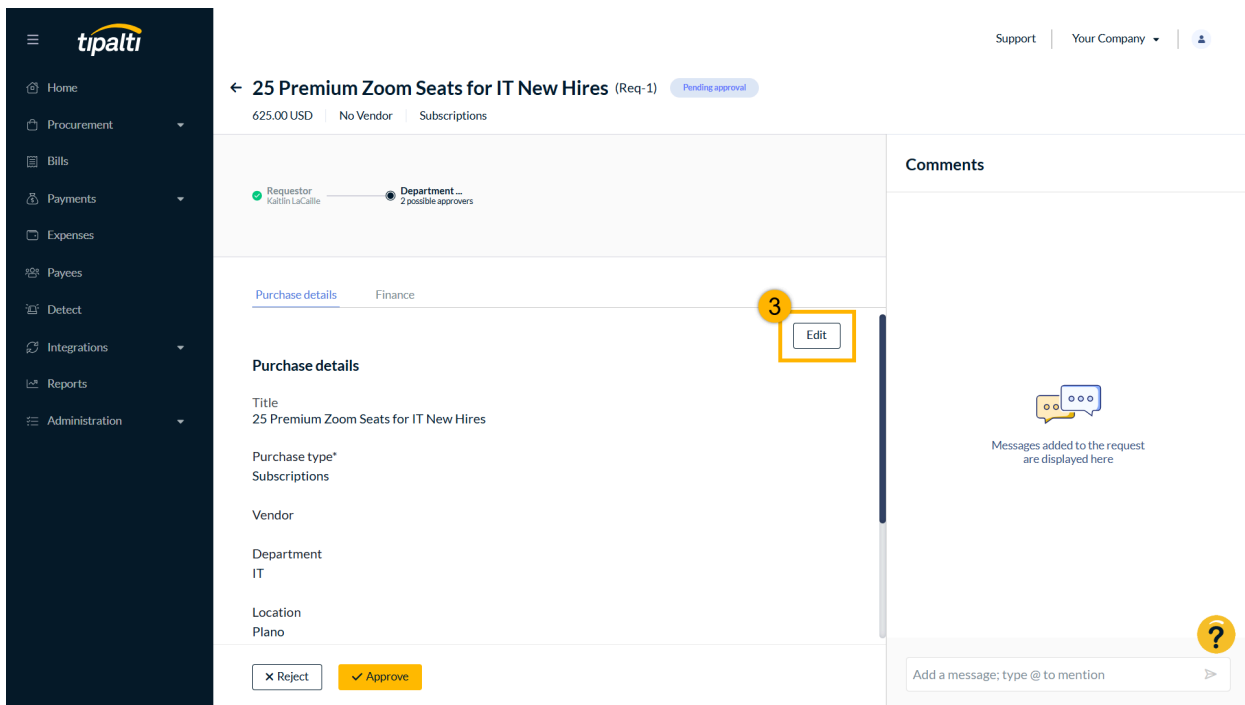 tipalti
Support
Your Company
Home
Procurement
Bills
Payments
Expenses
Payees
Detect
Integrations
Reports
Administration
25 Premium Zoom Seats for IT New Hires (Req-1) Pending approval
625.00 USD No Vendor Subscriptions
Requestor
Kaitlin LaCaille
Department ...
2 possible approvers
Purchase details Finance
3
Edit
Purchase details
Title
25 Premium Zoom Seats for IT New Hires
Purchase type*
Subscriptions
Vendor
Department
IT
Location
Plano
Reject
Approve
Comments
Messages added to the request
are displayed here
?
Add a message; type @ to mention